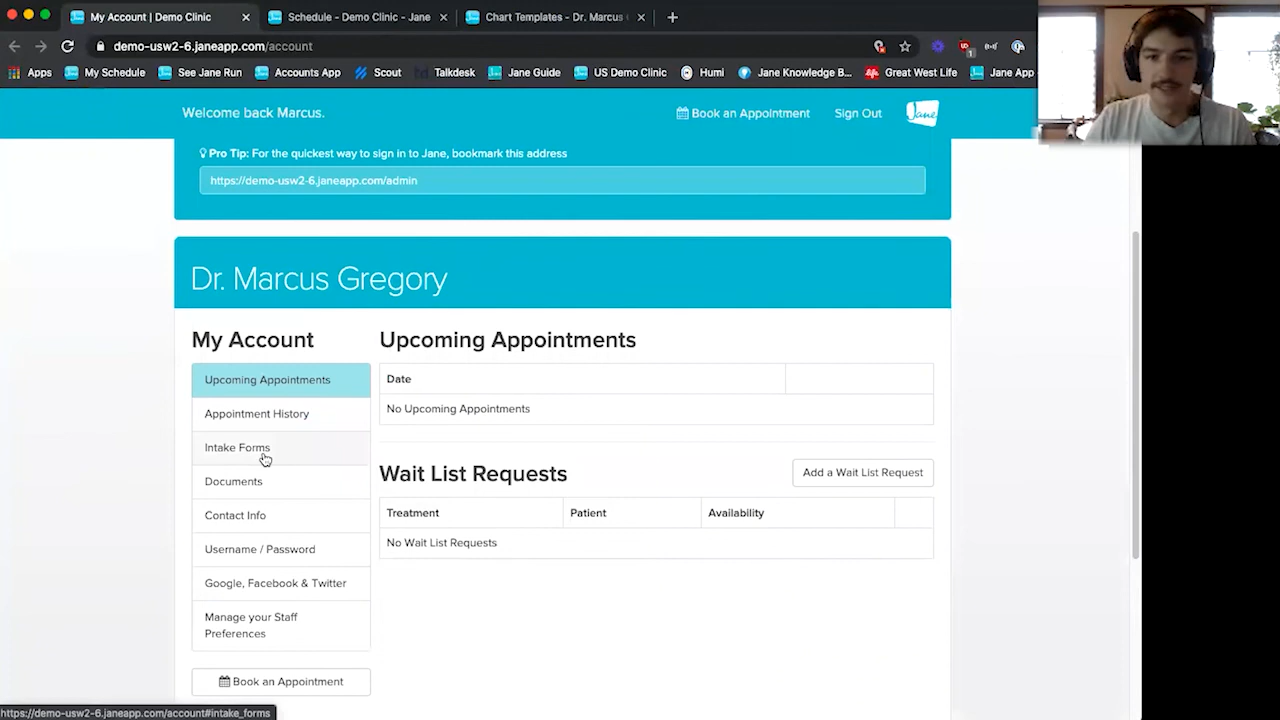 My Account | Demo Clinic
Schedule - Demo Clinic - Jane
Chart Templates - Dr. Marcus
demo-usw2-6.janeapp.com/account
1
Apps
My Schedule
See Jane Run
Accounts App
Scout
Talkdesk
Jane Guide
US Demo Clinic
Humi
Jane Knowledge B...
Great West Life
Jane App
Welcome back Marcus.
Book an Appointment
Sign Out
Jane
Pro Tip: For the quickest way to sign in to Jane, bookmark this address
https://demo-usw2-6.janeapp.com/admin
Dr. Marcus Gregory
My Account
Upcoming Appointments
Appointment History
Intake Forms
Documents
Contact Info
Username / Password
Google, Facebook & Twitter
Manage your Staff
Preferences
Book an Appointment
Upcoming Appointments
Date
No Upcoming Appointments
Wait List Requests
Add a Wait List Request
Treatment
Patient
Availability
No Wait List Requests
https://demo-usw2-6.janeapp.com/account#intake_forms